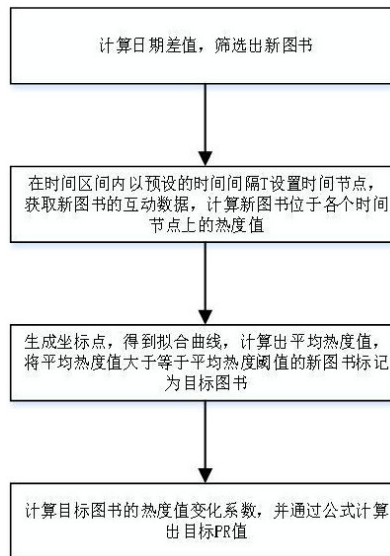 计算日期差值，筛选出新图书
在时间区间内以预设的时间间隔T设置时间节点，
获取新图书的互动数据，计算新图书位于各个时间
节点上的热度值
生成坐标点，得到拟合曲线，计算出平均热度值，
将平均热度值大于等于平均热度阈值的新图书标记
为目标图书
计算目标图书的热度值变化系数，并通过公式计算
出目标PR值